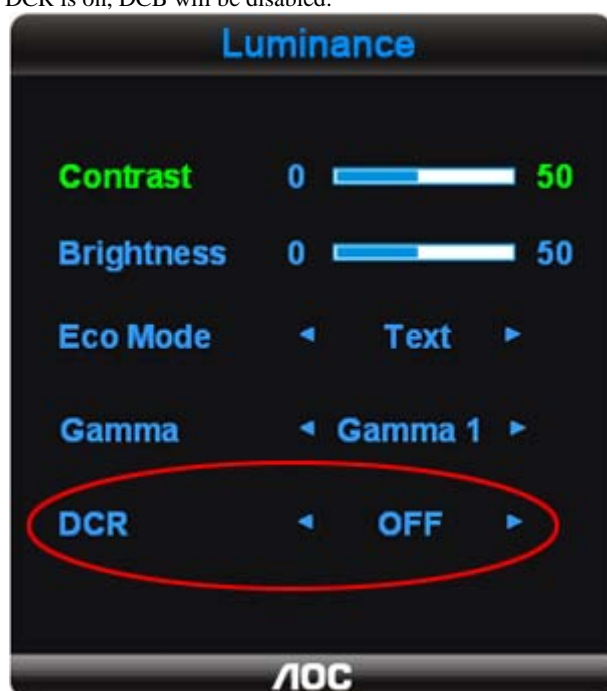 DCR is on, DCB will be disabled.
Luminance
Contrast 0 50
Brightness 0 50
Eco Mode ◄ Text ►
Gamma ◄ Gamma 1 ►
DCR ◄ OFF ►
AOC